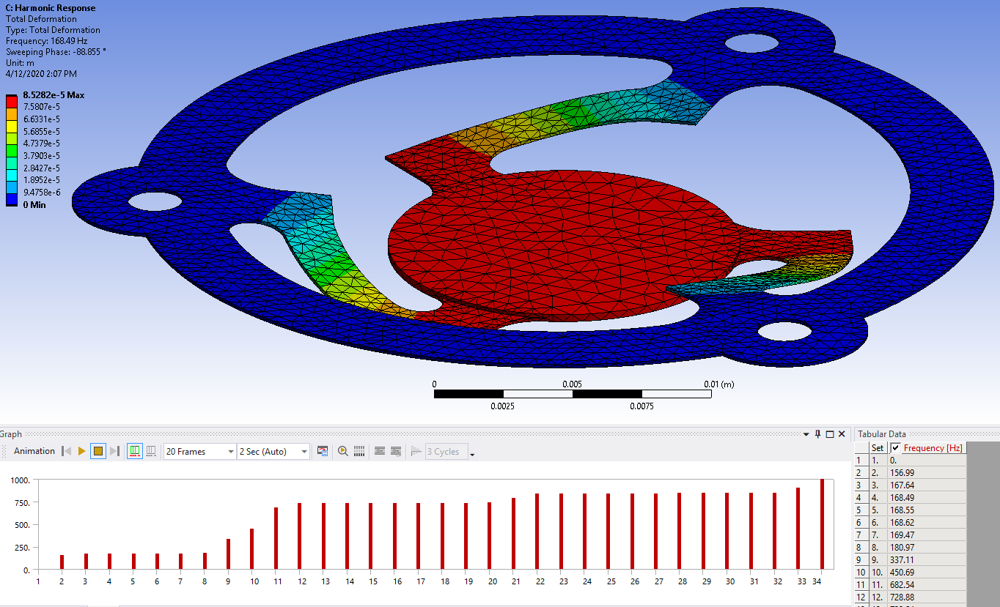 C: Harmonic Response
Total Deformation
Type: Total Deformation
Frequency: 168.49 Hz
Sweeping Phase: -88.855 °
Unit: m
4/12/2020 2:07 PM
8.5282e-5 Max
7.5807e-5
6.6331e-5
5.6855e-5
4.7379e-5
3.7903e-5
2.8427e-5
1.8952e-5
9.4758e-6
0 Min
0 0.005 0.01 (m)
0.0025 0.0075
Graph
Animation 20 Frames 2 Sec (Auto) 3 Cycles
1000.
750.
500.
250.
0.
1 2 3 4 5 6 7 8 9 10 11 12 13 14 15 16 17 18 19 20 21 22 23 24 25 26 27 28 29 30 31 32 33 34
Tabular Data
Set Frequency [Hz]
1 1. 0.
2 2. 156.99
3 3. 167.64
4 4. 168.49
5 5. 168.55
6 6. 168.62
7 7. 169.47
8 8. 180.97
9 9. 337.11
10 10. 450.69
11 11. 682.54
12 12. 728.88